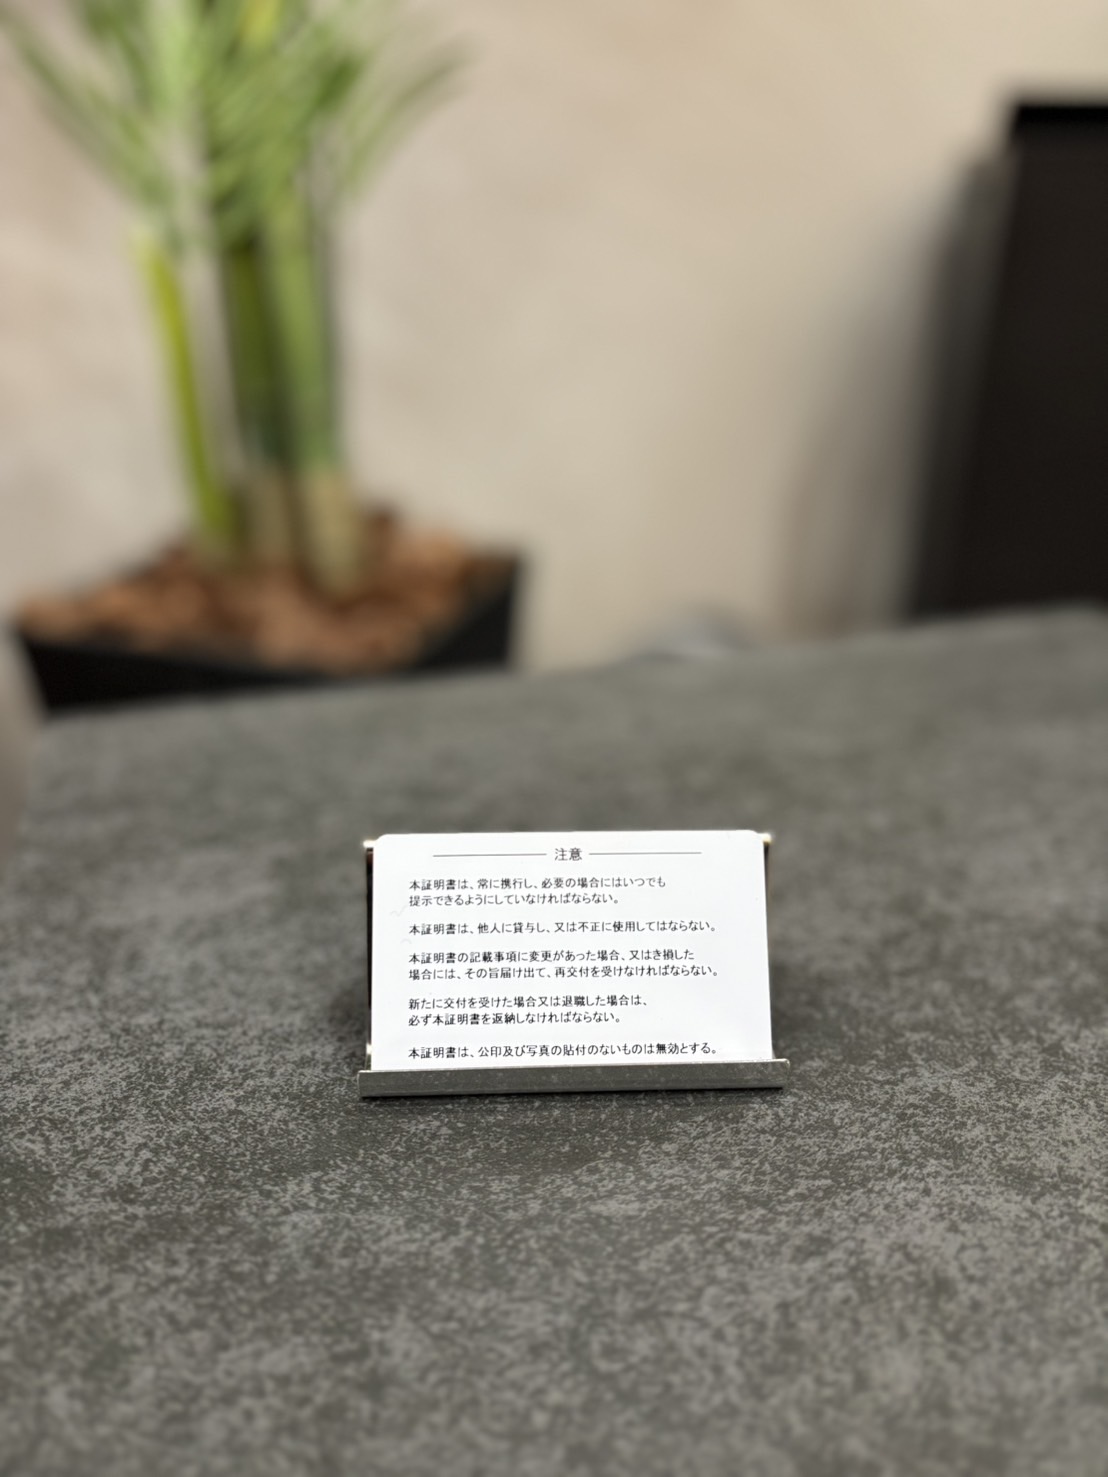 注意
本証明書は、常に携行し、必要の場合にはいつでも
提示できるようにしていなければならない。
本証明書は、他人に貸与し、又は不正に使用してはならない。
本証明書の記載事項に変更があった場合、又はき損した
場合には、その旨届け出て、再交付を受けなければならない。
新たに交付を受けた場合又は退職した場合は、
必ず本証明書を返納しなければならない。
本証明書は、公印及び写真の貼付のないものは無効とする。